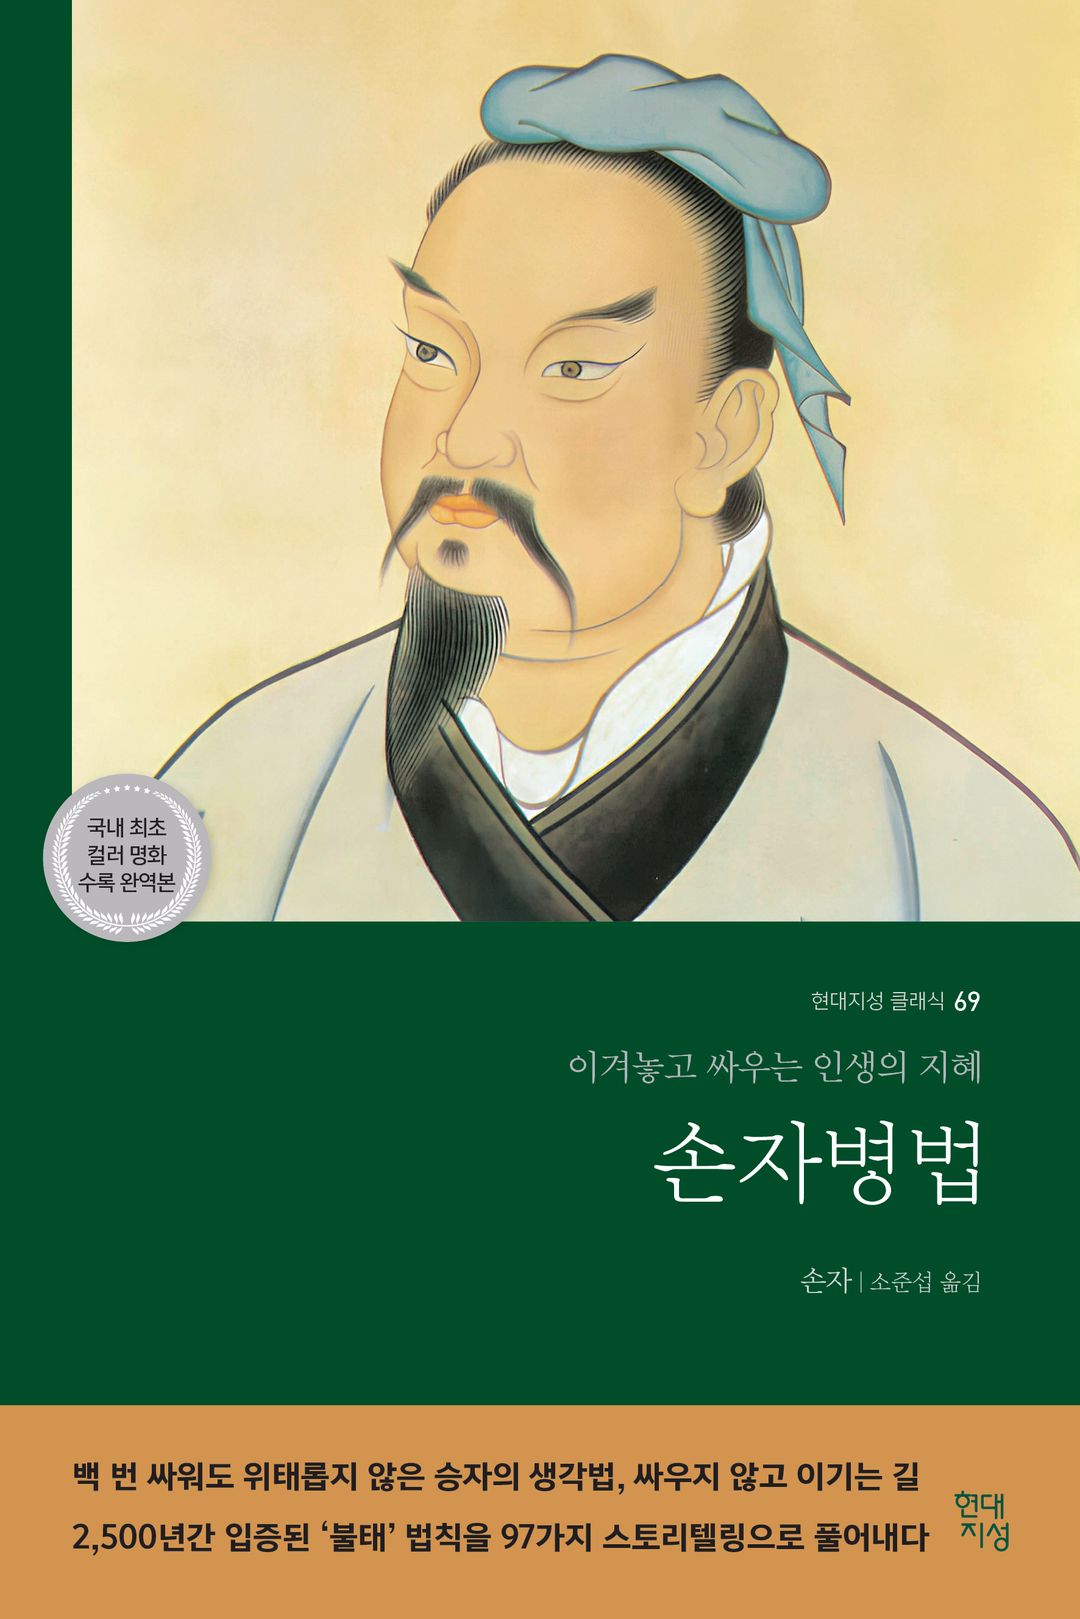 국내 최초
컬러 명화
수록 완역본
현대지성 클래식 69
이겨놓고 싸우는 인생의 지혜
손자병법
손자 | 소준섭 옮김
백 번 싸워도 위태롭지 않은 승자의 생각법, 싸우지 않고 이기는 길
2,500년간 입증된 ‘불태’ 법칙을 97가지 스토리텔링으로 풀어내다
현대
지성